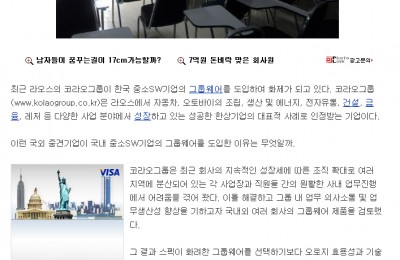 남자들이 꿈꾸는길이 17cm가능할까? 7억원 돈벼락 맞은 회사원 광고문의
최근 라오스의 코라오그룹이 한국 중소SW기업의 그룹웨어를 도입하여 화제가 되고 있다. 코라오그룹
(www.kolaogroup.co.kr)은 라오스에서 자동차, 오토바이의 조립, 생산 및 에너지, 전자유통, 건설, 금
융, 레저 등 다양한 사업 분야에서 성장하고 있는 성공한 한상기업의 대표적 사례로 인정받는 기업이다.
이런 국외 중견기업이 국내 중소SW기업의 그룹웨어를 도입한 이유는 무엇일까.
VISA
코라오그룹은 최근 회사의 지속적인 성장세에 따른 조직 확대로 여러
지역에 분산되어 있는 각 사업장과 직원들 간의 원활한 사내 업무진행
에서 어려움을 겪어 왔다. 이를 해결하고 그룹 내 업무 의사소통 및 업
무생산성 향상을 기하고자 국내외 여러 회사의 그룹웨어 제품을 검토했
다.
그 결과 스펙이 화려한 그룹웨어를 선택하기보다 오로지 효용성과 기술